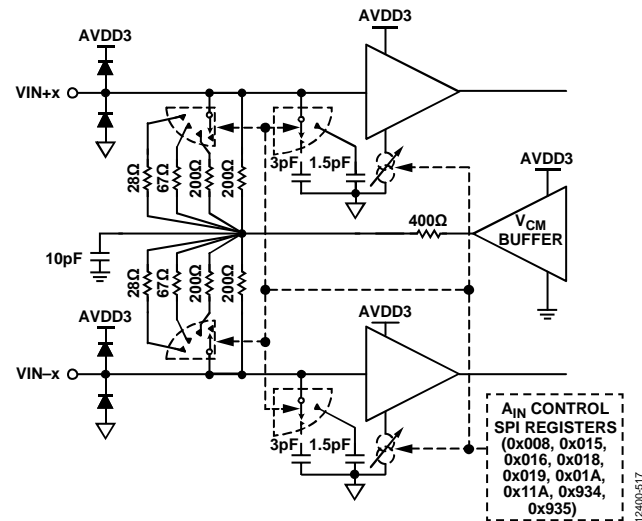 AVDD3
AVDD3
VIN+x
28Ω
67Ω
200Ω
200Ω
3pF
1.5pF
AVDD3
400Ω
VCM
BUFFER
10pF
28Ω
67Ω
200Ω
200Ω
AVDD3
AVDD3
VIN–x
3pF
1.5pF
AIN CONTROL
SPI REGISTERS
(0x008, 0x015,
0x016, 0x018,
0x019, 0x01A,
0x11A, 0x934,
0x935)
12400-517